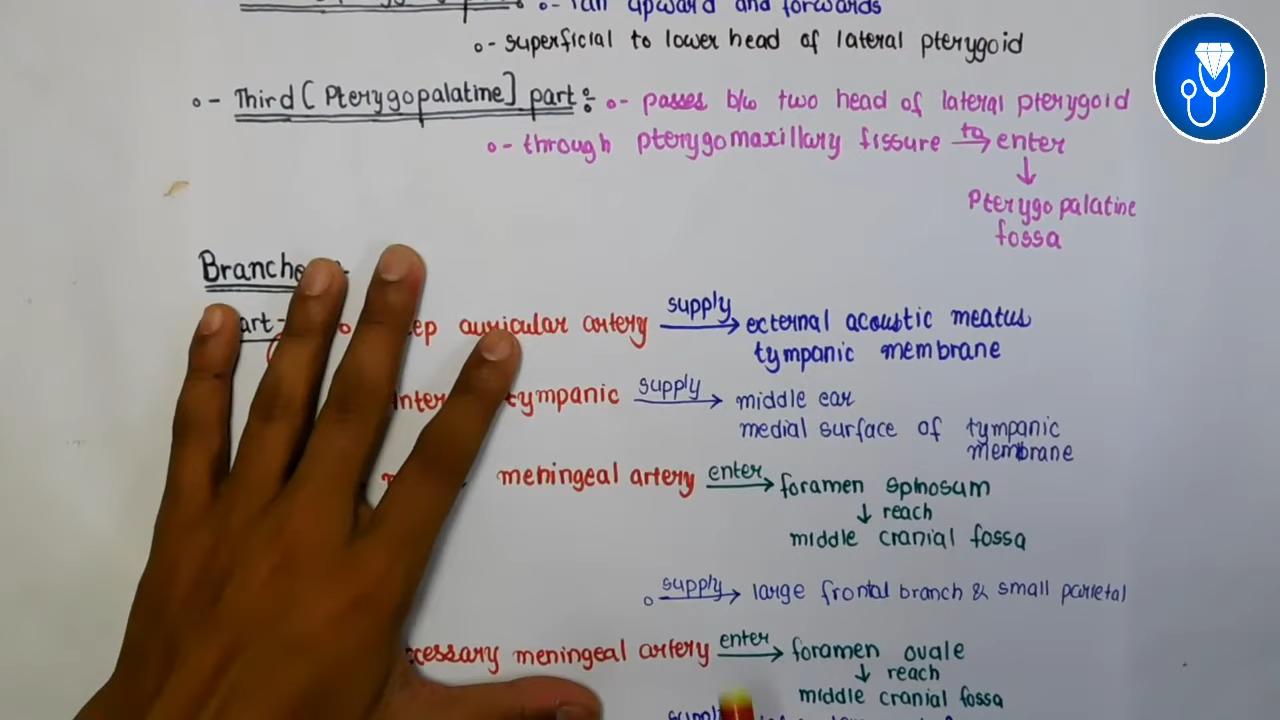 o- run upward and forwards
o- superficial to lower head of lateral pterygoid
o- Third [Pterygopalatine] part :- o- passes b/w two head of lateral pterygoid
o- through pterygomaxillary fissure to → enter
↓
Pterygopalatine
fossa
Branche
art- auricular artery supply → external acoustic meatus
tympanic membrane
tympanic supply → middle ear
medial surface of tympanic
membrane
meningeal artery enter → foramen spinosum
↓ reach
middle cranial fossa
o supply → large frontal branch & small parietal
ccessary meningeal artery enter → foramen ovale
↓ reach
middle cranial fossa